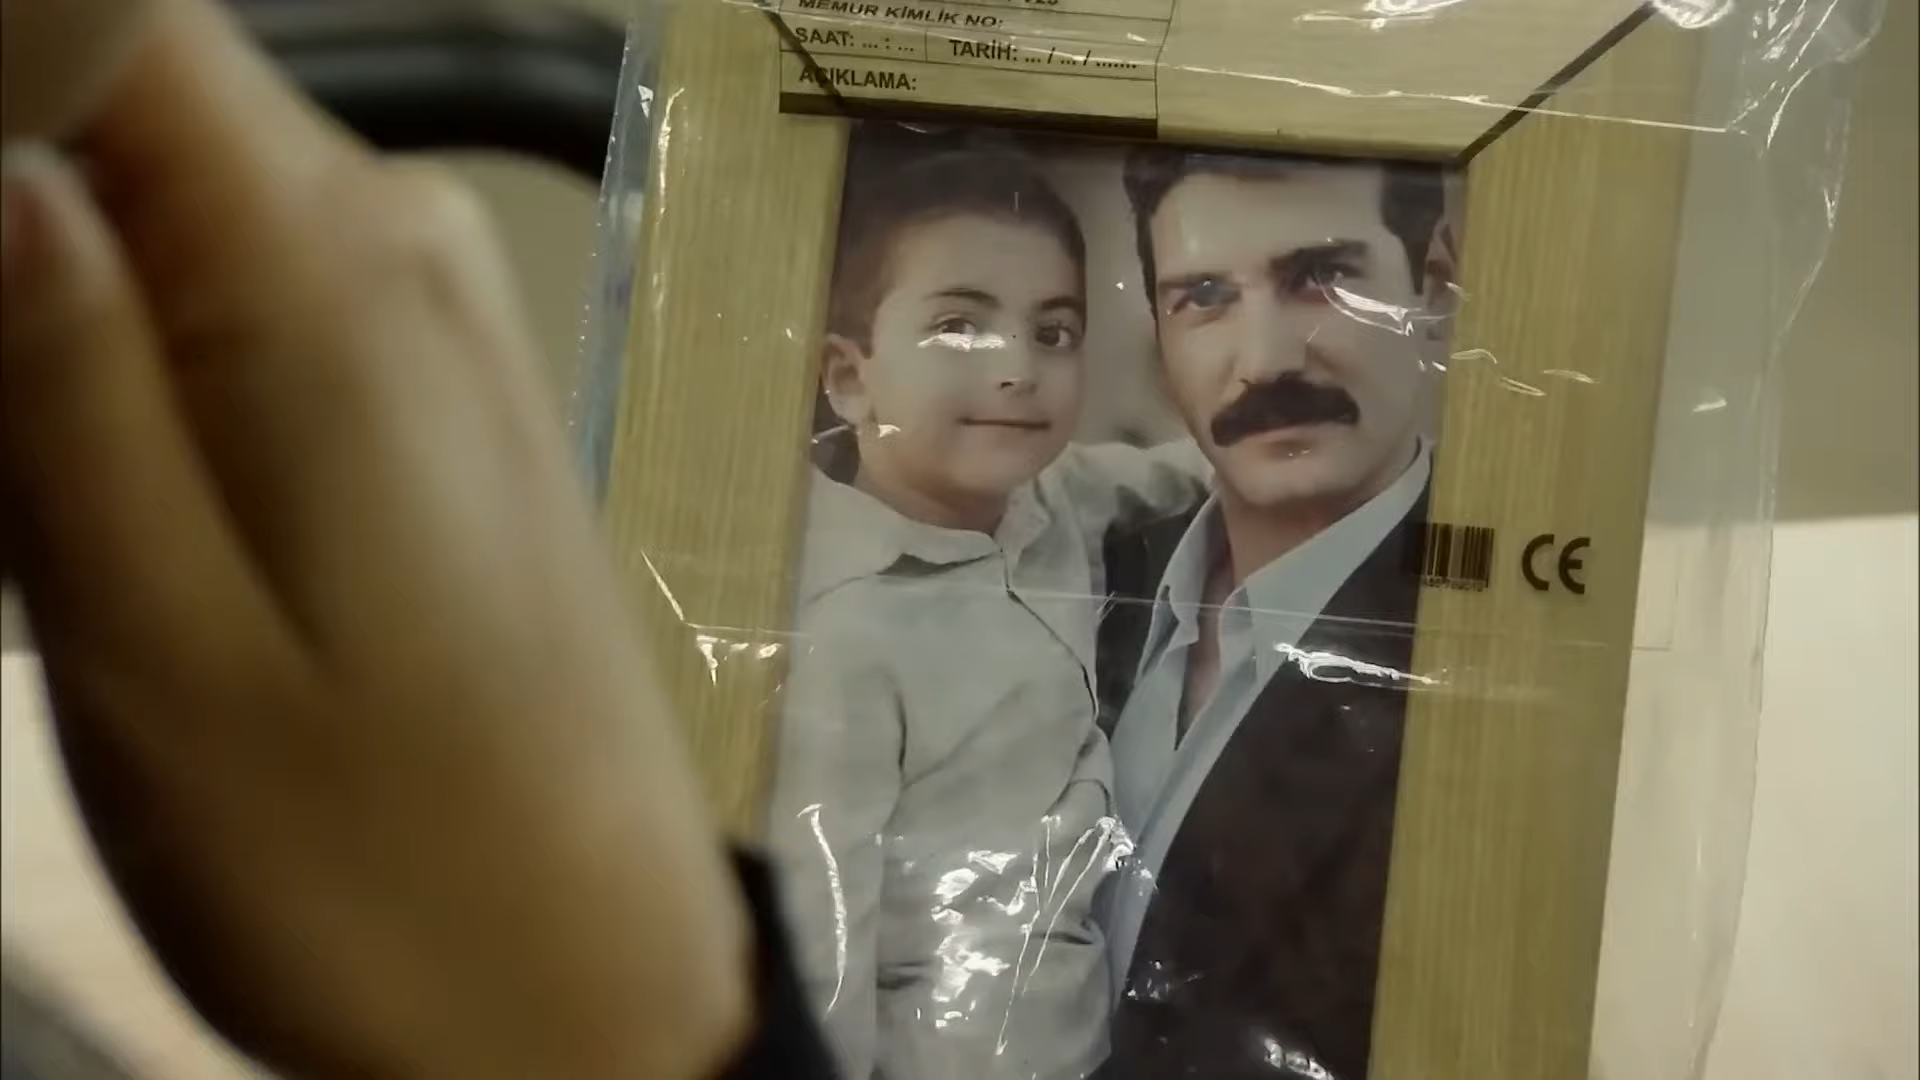 MEMUR KİMLİK NO:
SAAT: ... : ... TARİH: ... / ... / .......
AÇIKLAMA:
CE